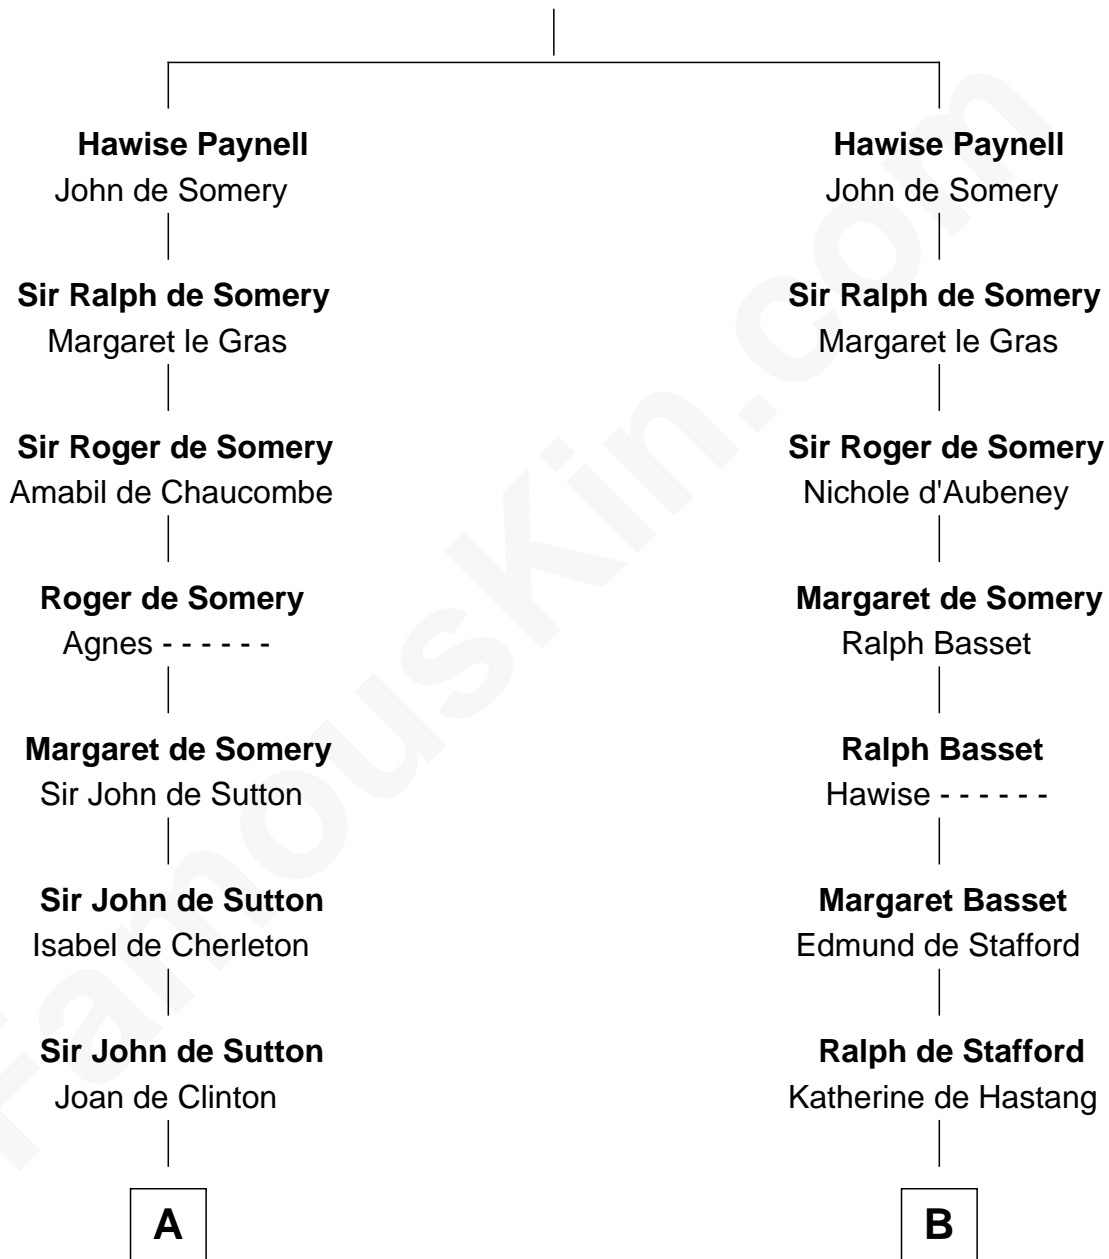 Hawise Paynell
John de Somery
Sir Ralph de Somery
Margaret le Gras
Sir Roger de Somery
Amabil de Chaucombe
Roger de Somery
Agnes - - - - - -
Margaret de Somery
Sir John de Sutton
Sir John de Sutton
Isabel de Cherleton
Sir John de Sutton
Joan de Clinton
A
Hawise Paynell
John de Somery
Sir Ralph de Somery
Margaret le Gras
Sir Roger de Somery
Nichole d'Aubeney
Margaret de Somery
Ralph Basset
Ralph Basset
Hawise - - - - - -
Margaret Basset
Edmund de Stafford
Ralph de Stafford
Katherine de Hastang
B
FamousKin.com